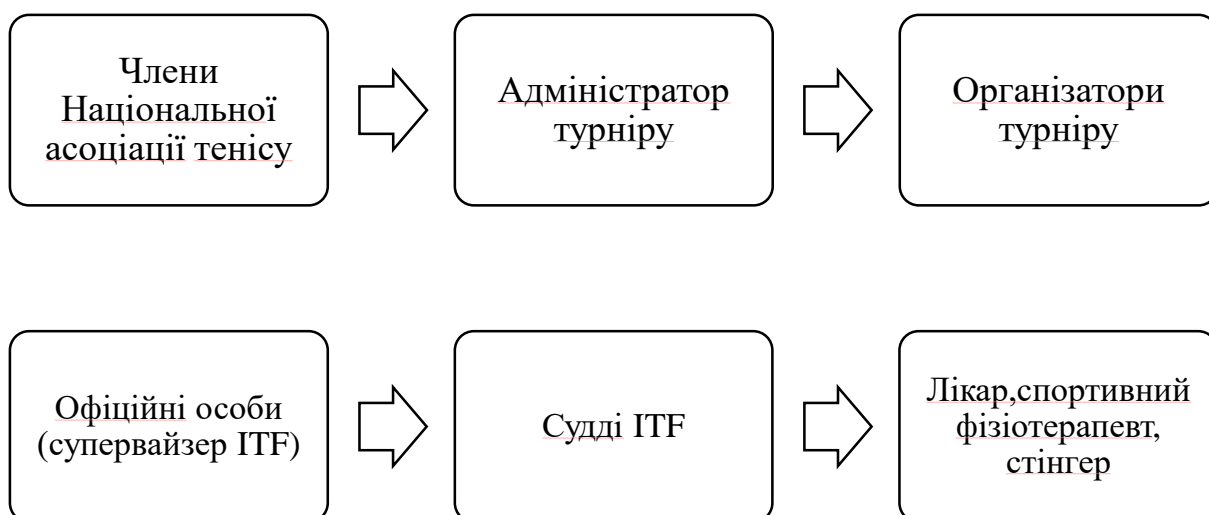 Члени
Національної
асоціації тенісу
Адміністратор
турніру
Організатори
турніру
Офіційні особи
(супервайзер ITF)
Судді ITF
Лікар,спортивний
фізіотерапевт,
стінгер